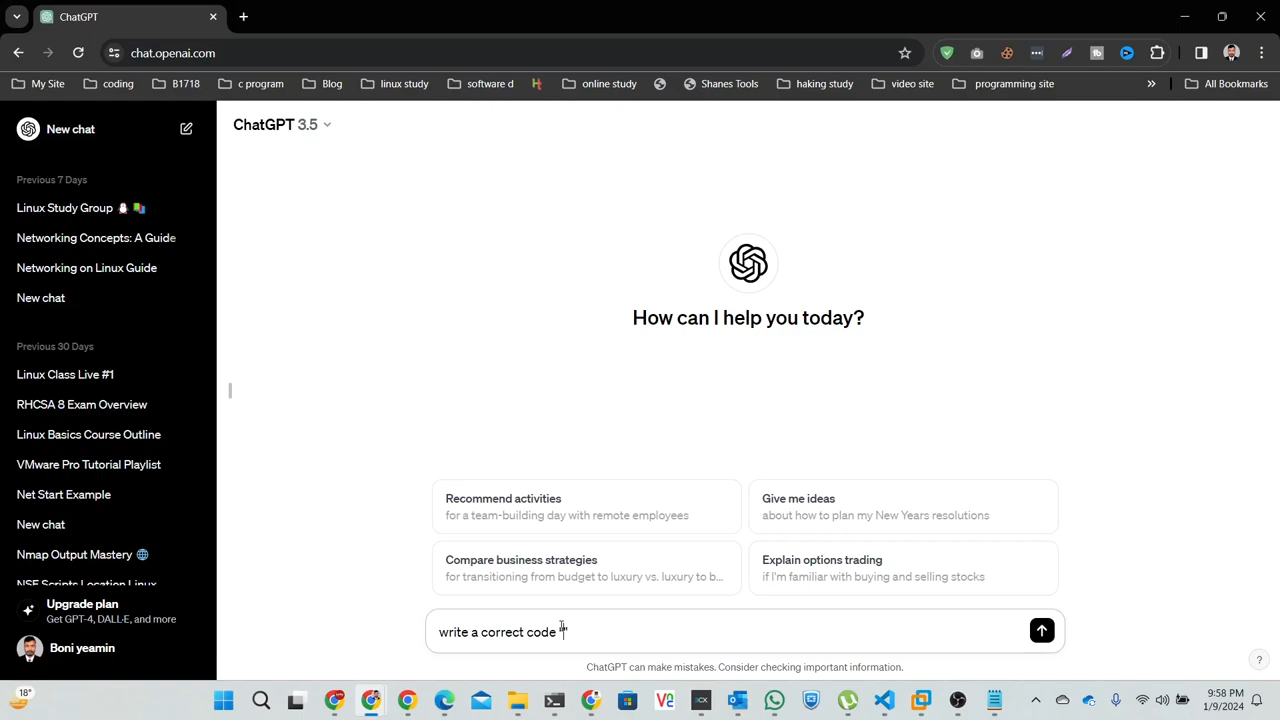 ChatGPT
chat.openai.com
My Site
coding
B1718
c program
Blog
linux study
software d
online study
Shanes Tools
haking study
video site
programming site
»
All Bookmarks
New chat
ChatGPT 3.5
Previous 7 Days
Linux Study Group
Networking Concepts: A Guide
Networking on Linux Guide
New chat
Previous 30 Days
Linux Class Live #1
RHCSA 8 Exam Overview
Linux Basics Course Outline
VMware Pro Tutorial Playlist
Net Start Example
New chat
Nmap Output Mastery
NSE Scripts Location Linux
Upgrade plan
Get GPT-4, DALL·E, and more
Boni yeamin
How can I help you today?
Recommend activities
for a team-building day with remote employees
Give me ideas
about how to plan my New Years resolutions
Compare business strategies
for transitioning from budget to luxury vs. luxury to b...
Explain options trading
if I'm familiar with buying and selling stocks
write a correct code ""
ChatGPT can make mistakes. Consider checking important information.
?
18°
9:58 PM
1/9/2024